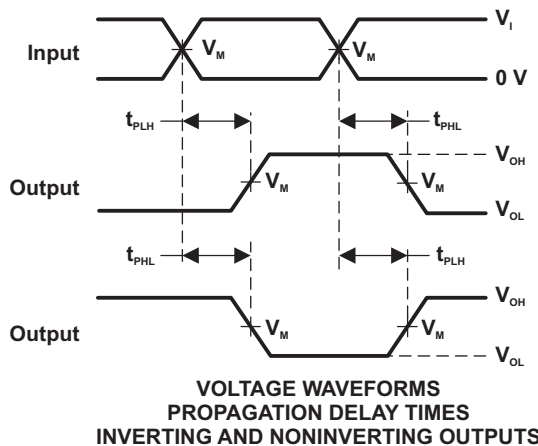 V_I
Input
V_M
V_M
0 V
t_PLH
t_PHL
V_OH
Output
V_M
V_M
V_OL
t_PHL
t_PLH
V_OH
Output
V_M
V_M
V_OL
VOLTAGE WAVEFORMS
PROPAGATION DELAY TIMES
INVERTING AND NONINVERTING OUTPUTS